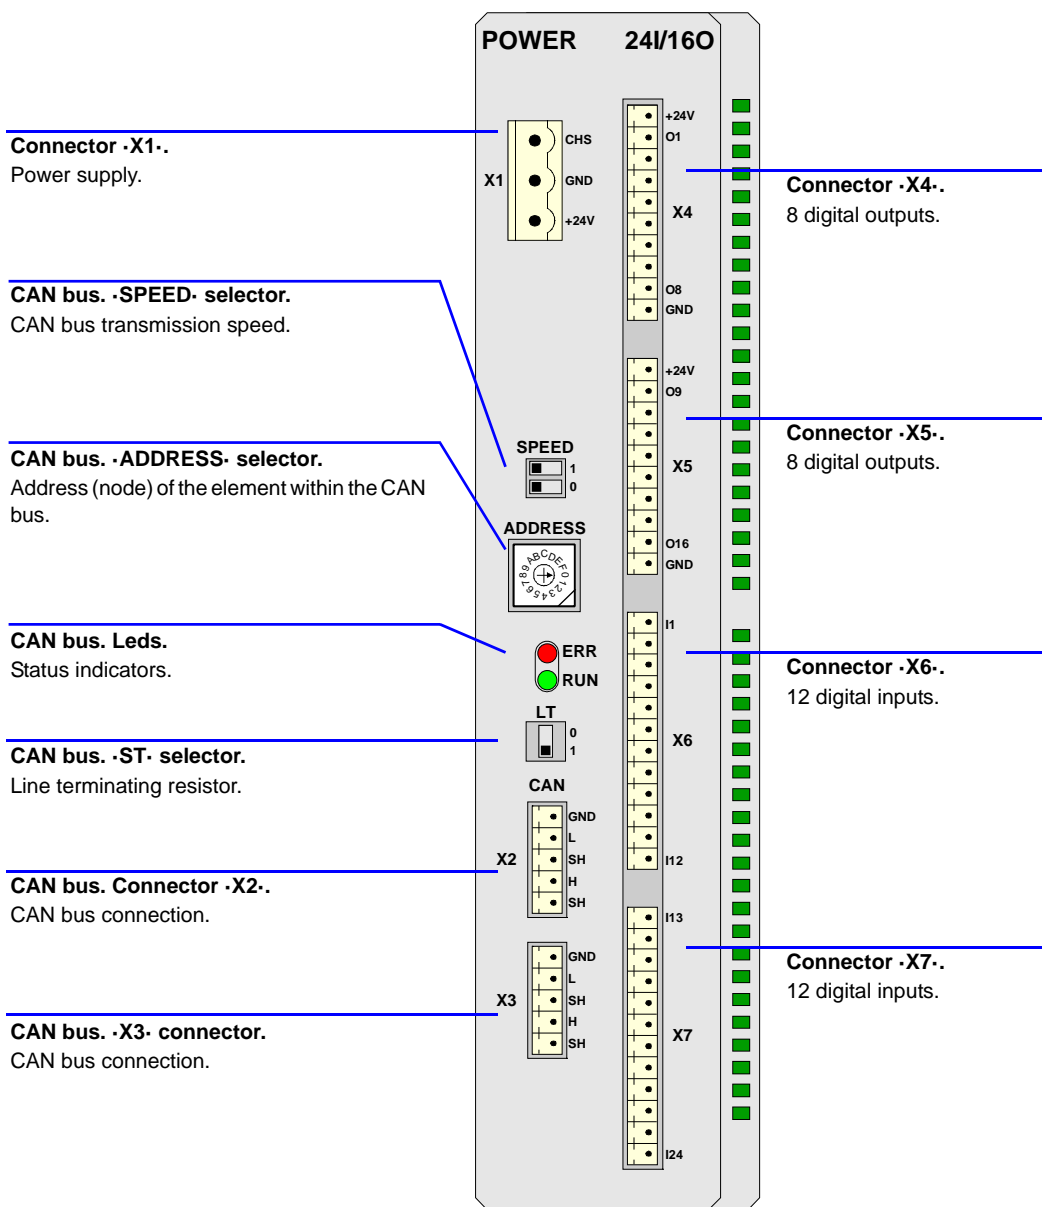 POWER 24I/16O
Connector ·X1·.
Power supply.
X1
CHS
GND
+24V
+24V
O1
X4
O8
GND
Connector ·X4·.
8 digital outputs.
CAN bus. ·SPEED· selector.
CAN bus transmission speed.
+24V
O9
X5
O16
GND
Connector ·X5·.
8 digital outputs.
CAN bus. ·ADDRESS· selector.
Address (node) of the element within the CAN
bus.
SPEED
1
0
ADDRESS
0123456789ABCDEF
CAN bus. Leds.
Status indicators.
ERR
RUN
I1
X6
I12
Connector ·X6·.
12 digital inputs.
LT
0
1
CAN bus. ·ST· selector.
Line terminating resistor.
CAN
X2
GND
L
SH
H
SH
CAN bus. Connector ·X2·.
CAN bus connection.
X3
GND
L
SH
H
SH
CAN bus. ·X3· connector.
CAN bus connection.
I13
X7
I24
Connector ·X7·.
12 digital inputs.